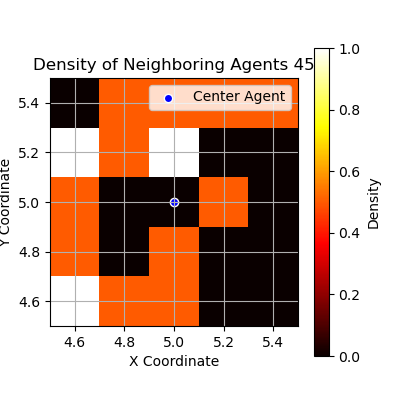 Density of Neighboring Agents 45
Center Agent
5.4
5.2
5.0
4.8
4.6
4.6 4.8 5.0 5.2 5.4
X Coordinate
Y Coordinate
1.0
0.8
0.6
0.4
0.2
0.0
Density